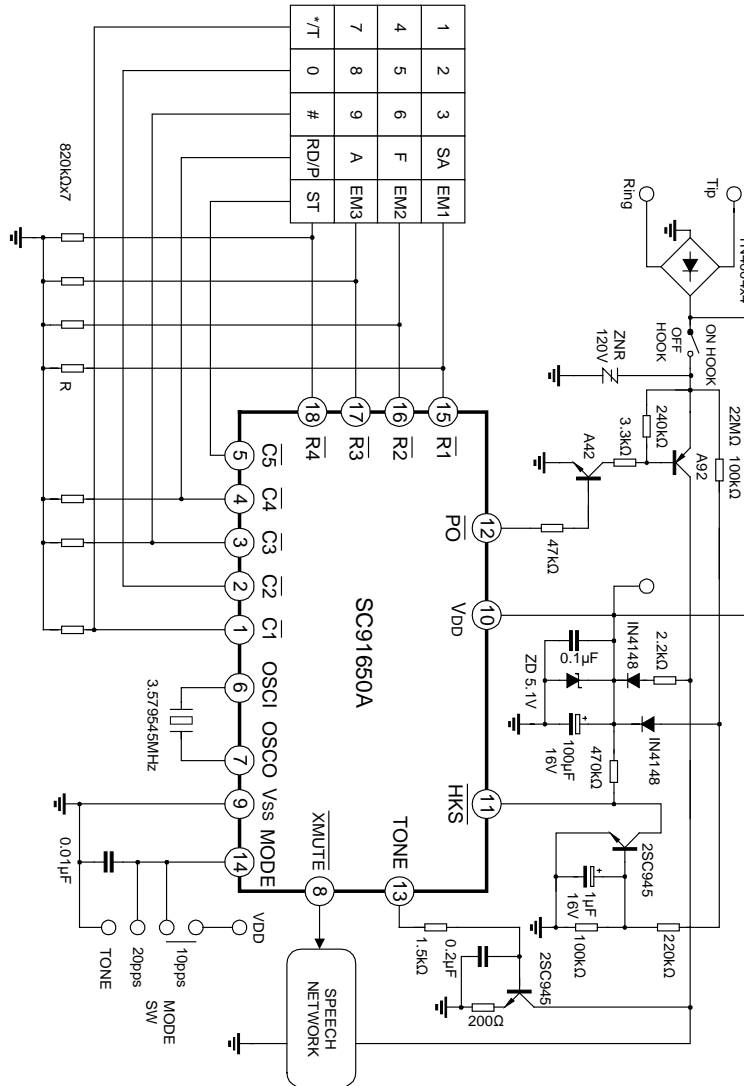 1 2 3 SA EM1
4 5 6 F EM2
7 8 9 A EM3
*/T 0 # RD/P ST
820kΩx7
R
Tip
Ring
ON HOOK
OFF
HOOK
ZNR
120V
22MΩ
100kΩ
240kΩ
3.3kΩ
A92
A42
47kΩ
2.2kΩ
IN4148
IN4148
ZD 5.1V
0.1µF
100µF
16V
+
470kΩ
2SC945
1µF
16V
+
100kΩ
220kΩ
15 R1
16 R2
17 R3
18 R4
12 PO
10 VDD
11 HKS
SC91650A
5 C5
4 C4
3 C3
2 C2
1 C1
6 OSCI
7 OSCO
9 VSS
14 MODE
8 XMUTE
13 TONE
3.579545MHz
0.01µF
VDD
10pps
20pps
TONE
MODE
SW
1.5kΩ
0.2µF
2SC945
200Ω
SPEECH
NETWORK